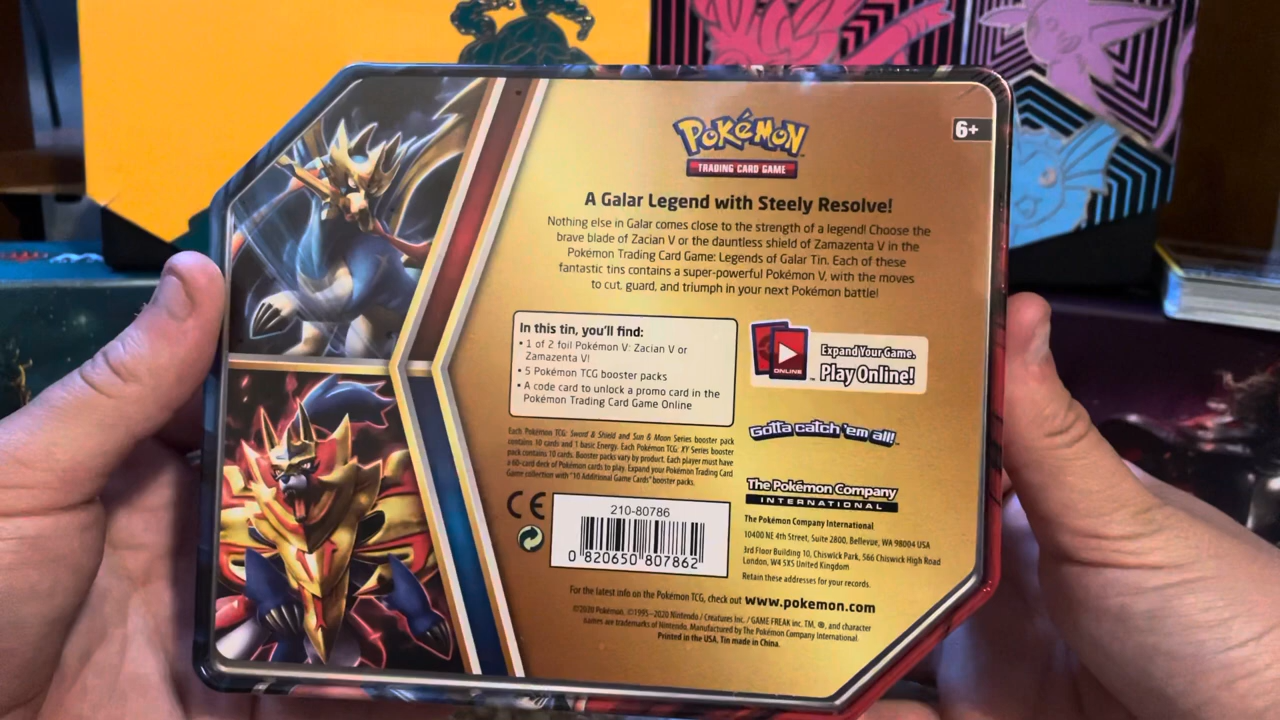 POKéMON
TRADING CARD GAME
6+
A Galar Legend with Steely Resolve!
Nothing else in Galar comes close to the strength of a legend! Choose the
brave blade of Zacian V or the dauntless shield of Zamazenta V in the
Pokémon Trading Card Game: Legends of Galar Tin. Each of these
fantastic tins contains a super-powerful Pokémon V, with the moves
to cut, guard, and triumph in your next Pokémon battle!
In this tin, you'll find:
• 1 of 2 foil Pokémon V: Zacian V or
Zamazenta V!
• 5 Pokémon TCG booster packs
• A code card to unlock a promo card in the
Pokémon Trading Card Game Online
ONLINE
™
Expand Your Game.
Play Online!
Gotta catch 'em all!™
Each Pokémon TCG: Sword & Shield and Sun & Moon Series booster pack
contains 10 cards and 1 basic Energy. Each Pokémon TCG: XY Series booster
pack contains 10 cards. Booster packs vary by product. Each player must have
a 60-card deck of Pokémon cards to play. Expand your Pokémon Trading Card
Game collection with "10 Additional Game Cards" booster packs.
CE
210-80786
0 820650 807862
The Pokémon Company
INTERNATIONAL
The Pokémon Company International
10400 NE 4th Street, Suite 2800, Bellevue, WA 98004 USA
3rd Floor Building 10, Chiswick Park, 566 Chiswick High Road
London, W4 5XS United Kingdom
Retain these addresses for your records.
For the latest info on the Pokémon TCG, check out www.pokemon.com
©2020 Pokémon. ©1995–2020 Nintendo / Creatures Inc. / GAME FREAK inc. TM, ®, and character
names are trademarks of Nintendo. Manufactured by The Pokémon Company International.
Printed in the USA. Tin made in China.